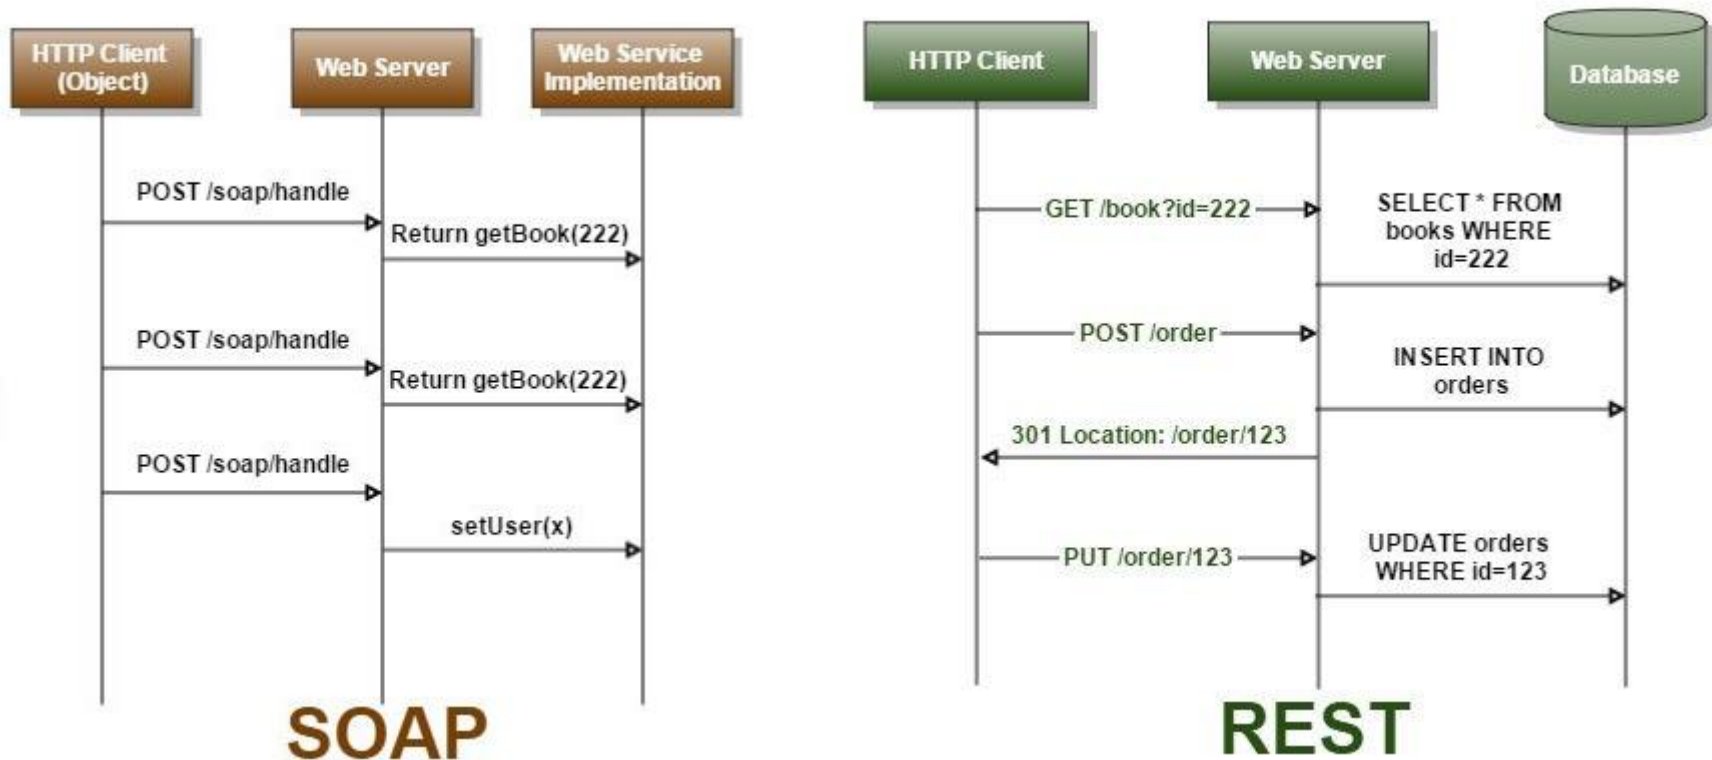 HTTP Client
(Object)
Web Server
Web Service
Implementation
POST /soap/handle
Return getBook(222)
POST /soap/handle
Return getBook(222)
POST /soap/handle
setUser(x)
SOAP
HTTP Client
Web Server
Database
GET /book?id=222
SELECT * FROM
books WHERE
id=222
POST /order
INSERT INTO
orders
301 Location: /order/123
PUT /order/123
UPDATE orders
WHERE id=123
REST